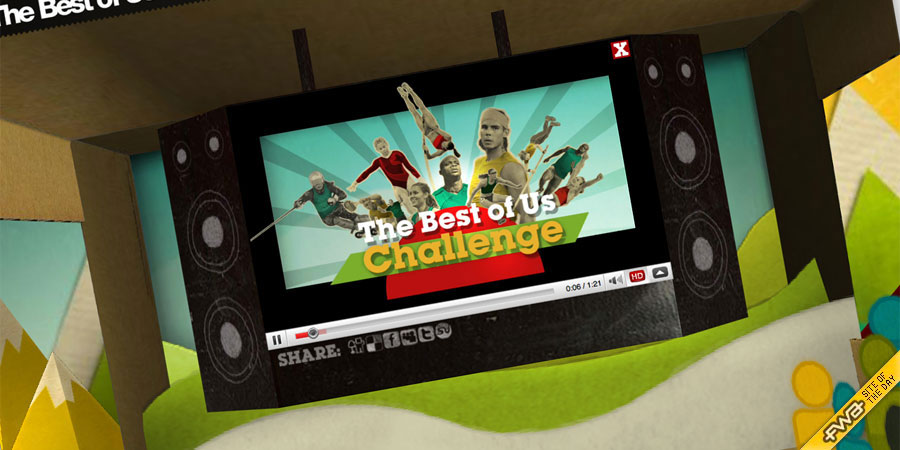 The Best of Us
X
The Best of Us
Challenge
0:06 / 1:21
HD
SHARE:
fwa
SITE OF
THE DAY